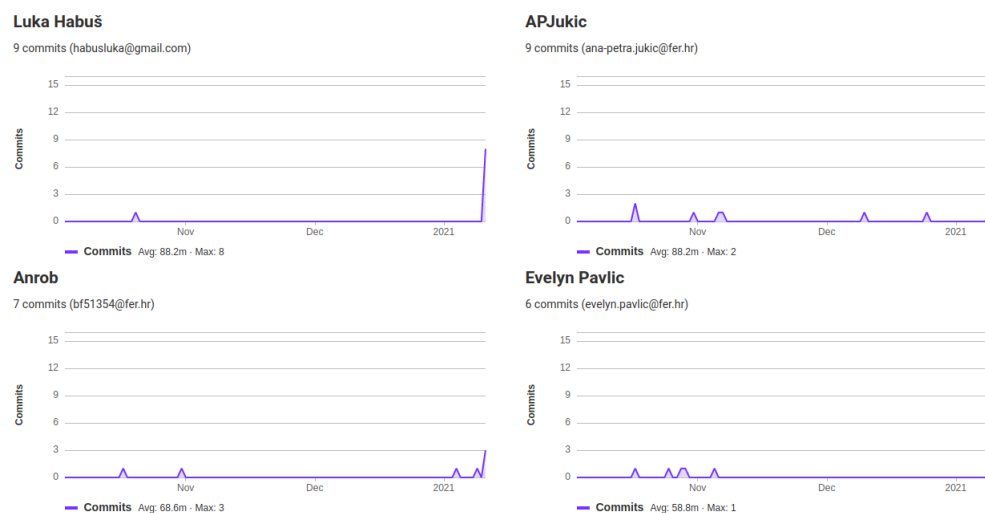 Luka Habuš
9 commits (habusluka@gmail.com)
Commits
15
12
9
6
3
0
Nov
Dec
2021
Commits Avg: 88.2m · Max: 8
APJukic
9 commits (ana-petra.jukic@fer.hr)
Commits
15
12
9
6
3
0
Nov
Dec
2021
Commits Avg: 88.2m · Max: 2
Anrob
7 commits (bf51354@fer.hr)
Commits
15
12
9
6
3
0
Nov
Dec
2021
Commits Avg: 68.6m · Max: 3
Evelyn Pavlic
6 commits (evelyn.pavlic@fer.hr)
Commits
15
12
9
6
3
0
Nov
Dec
2021
Commits Avg: 58.8m · Max: 1